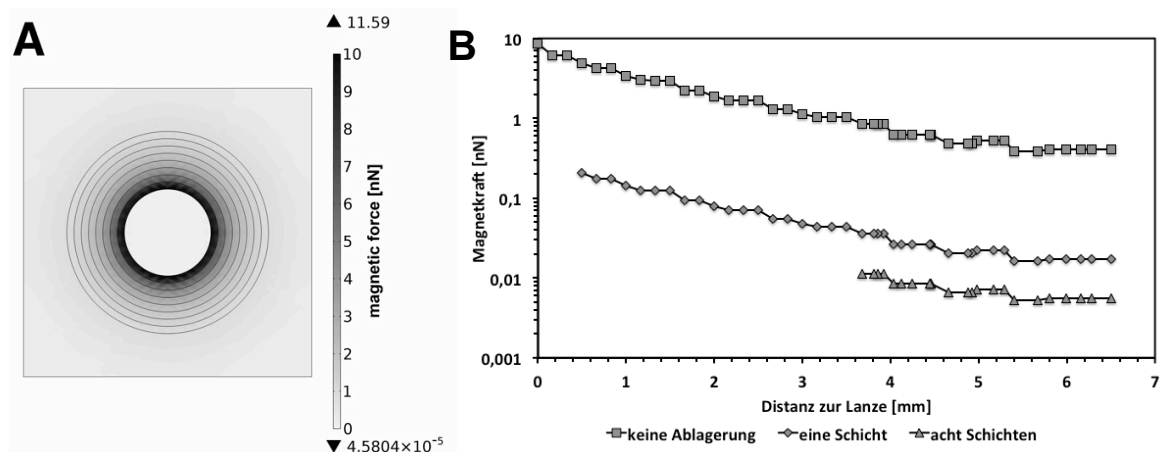 A
▲ 11.59
10
9
8
7
6
5
4
3
2
1
0
magnetic force [nN]
▼ 4.5804×10⁻⁵
B
Magnetkraft [nN]
10
1
0,1
0,01
0,001
0 1 2 3 4 5 6 7
Distanz zur Lanze [mm]
keine Ablagerung eine Schicht acht Schichten